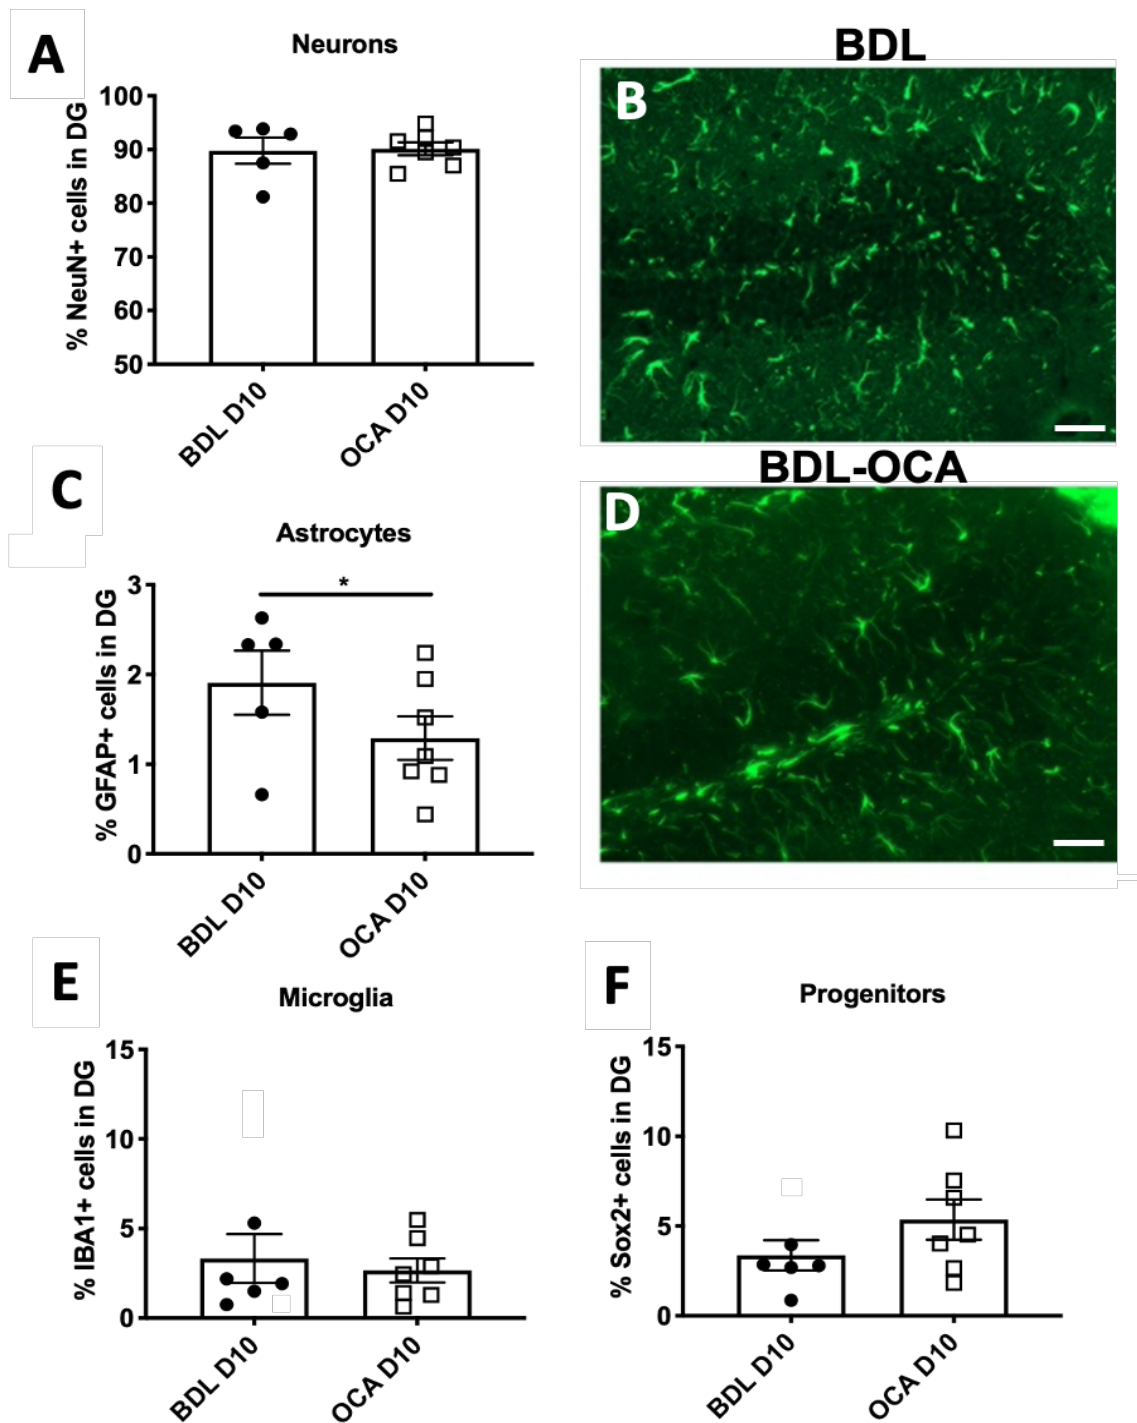 A
Neurons
% NeuN+ cells in DG
100
90
80
70
60
50
BDL D10
OCA D10
BDL
B
BDL-OCA
D
C
Astrocytes
*
% GFAP+ cells in DG
3
2
1
0
BDL D10
OCA D10
E
Microglia
% IBA1+ cells in DG
15
10
5
0
BDL D10
OCA D10
F
Progenitors
% Sox2+ cells in DG
15
10
5
0
BDL D10
OCA D10